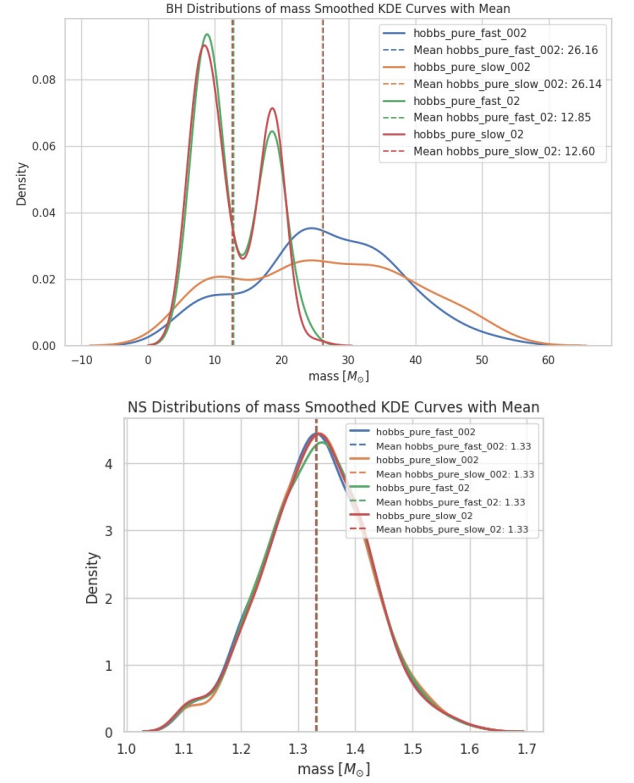 BH Distributions of mass Smoothed KDE Curves with Mean
hobbs_pure_fast_002
Mean hobbs_pure_fast_002: 26.16
hobbs_pure_slow_002
Mean hobbs_pure_slow_002: 26.14
hobbs_pure_fast_02
Mean hobbs_pure_fast_02: 12.85
hobbs_pure_slow_02
Mean hobbs_pure_slow_02: 12.60
Density
0.08
0.06
0.04
0.02
0.00
−10 0 10 20 30 40 50 60
mass [M⊙]
NS Distributions of mass Smoothed KDE Curves with Mean
hobbs_pure_fast_002
Mean hobbs_pure_fast_002: 1.33
hobbs_pure_slow_002
Mean hobbs_pure_slow_002: 1.33
hobbs_pure_fast_02
Mean hobbs_pure_fast_02: 1.33
hobbs_pure_slow_02
Mean hobbs_pure_slow_02: 1.33
Density
4
3
2
1
0
1.0 1.1 1.2 1.3 1.4 1.5 1.6 1.7
mass [M⊙]